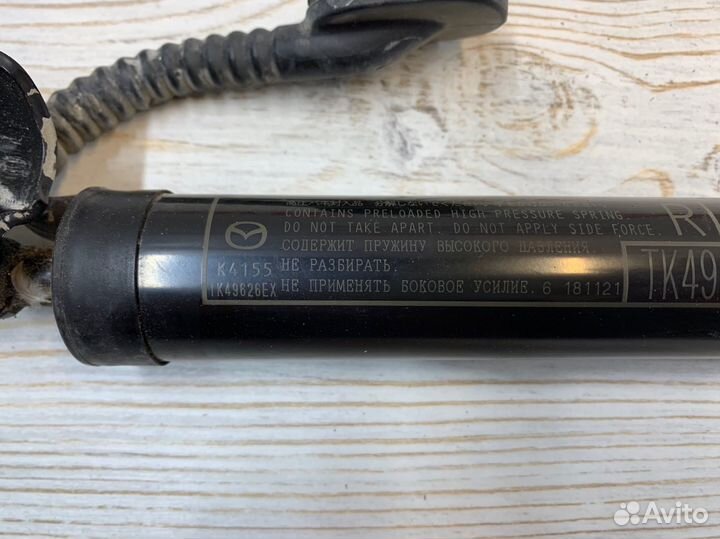 CONTAINS PRELOADED HIGH PRESSURE SPRING.
DO NOT TAKE APART. DO NOT APPLY SIDE FORCE.
СОДЕРЖИТ ПРУЖИНУ ВЫСОКОГО ДАВЛЕНИЯ
НЕ РАЗБИРАТЬ.
НЕ ПРИМЕНЯТЬ БОКОВОЕ УСИЛИЕ. 6 181121
K4155
TK49626EX
TK49
Avito